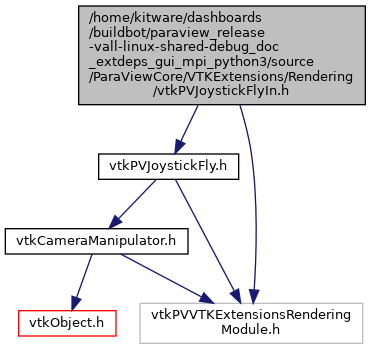 /home/kitware/dashboards
/buildbot/paraview_release
-vall-linux-shared-debug_doc
_extdeps_gui_mpi_python3/source
/ParaViewCore/VTKExtensions/Rendering
/vtkPVJoystickFlyIn.h
vtkPVJoystickFly.h
vtkCameraManipulator.h
vtkObject.h
vtkPVVTKExtensionsRendering
Module.h